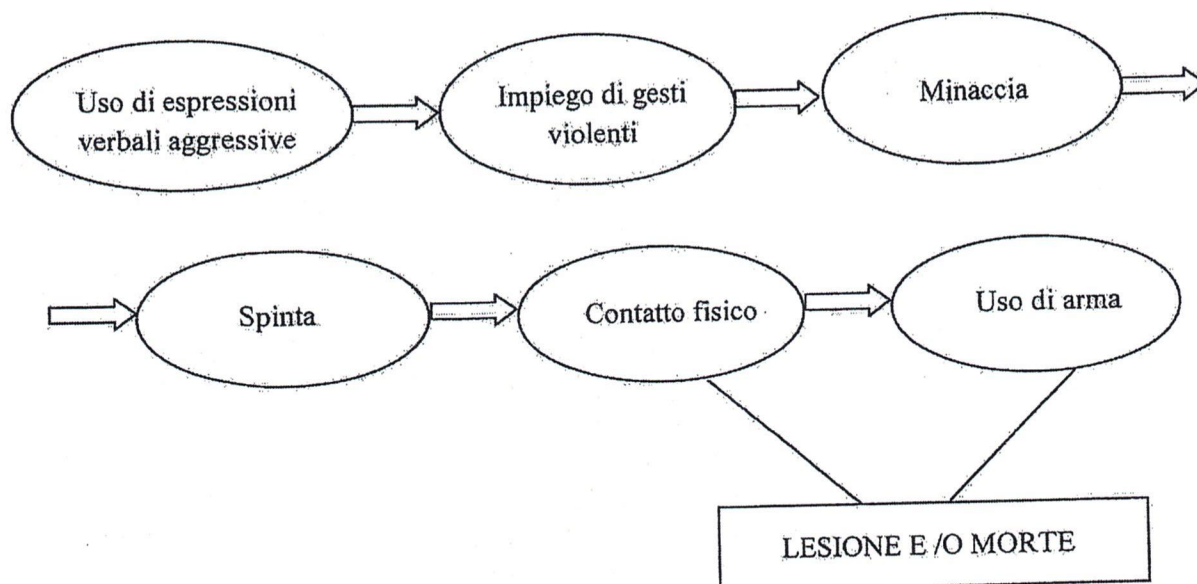 Uso di espressioni
verbali aggressive
Impiego di gesti
violenti
Minaccia
Spinta
Contatto fisico
Uso di arma
LESIONE E /O MORTE